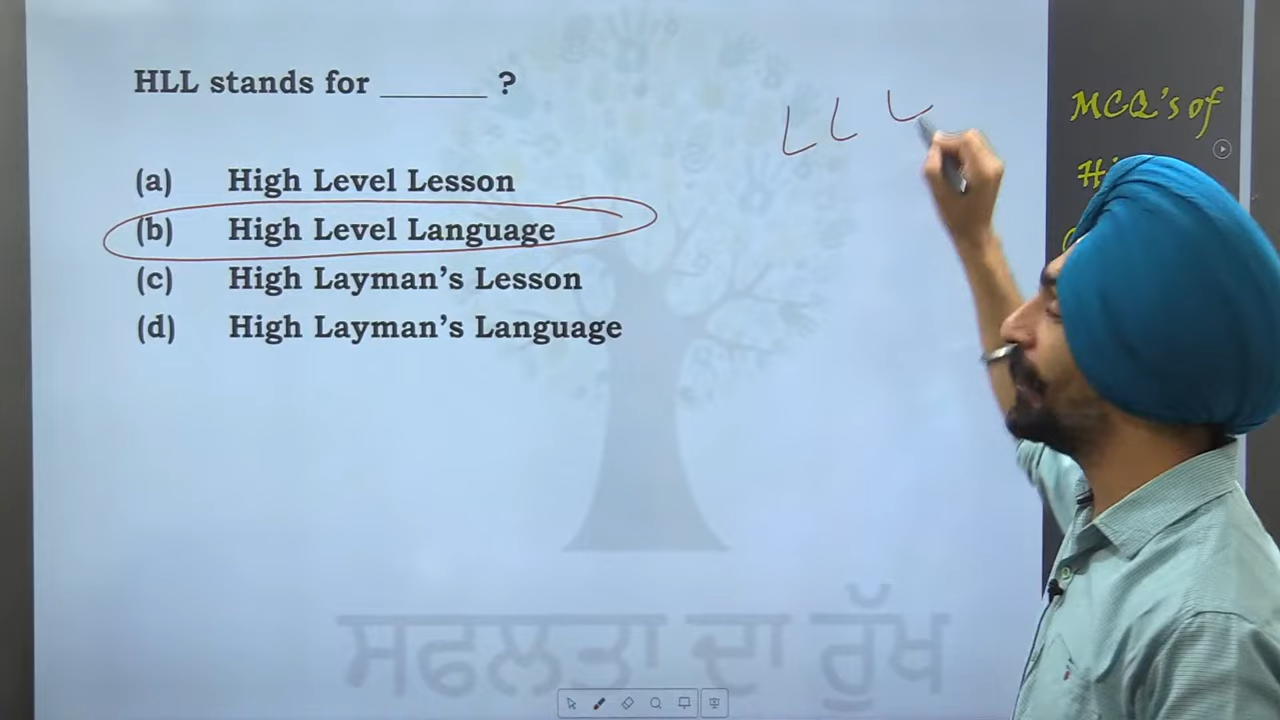 HLL stands for ______ ?
(a) High Level Lesson
(b) High Level Language
(c) High Layman’s Lesson
(d) High Layman’s Language
LLL
MCQ's of
ਸਫਲਤਾ ਦਾ ਰੁੱਖ